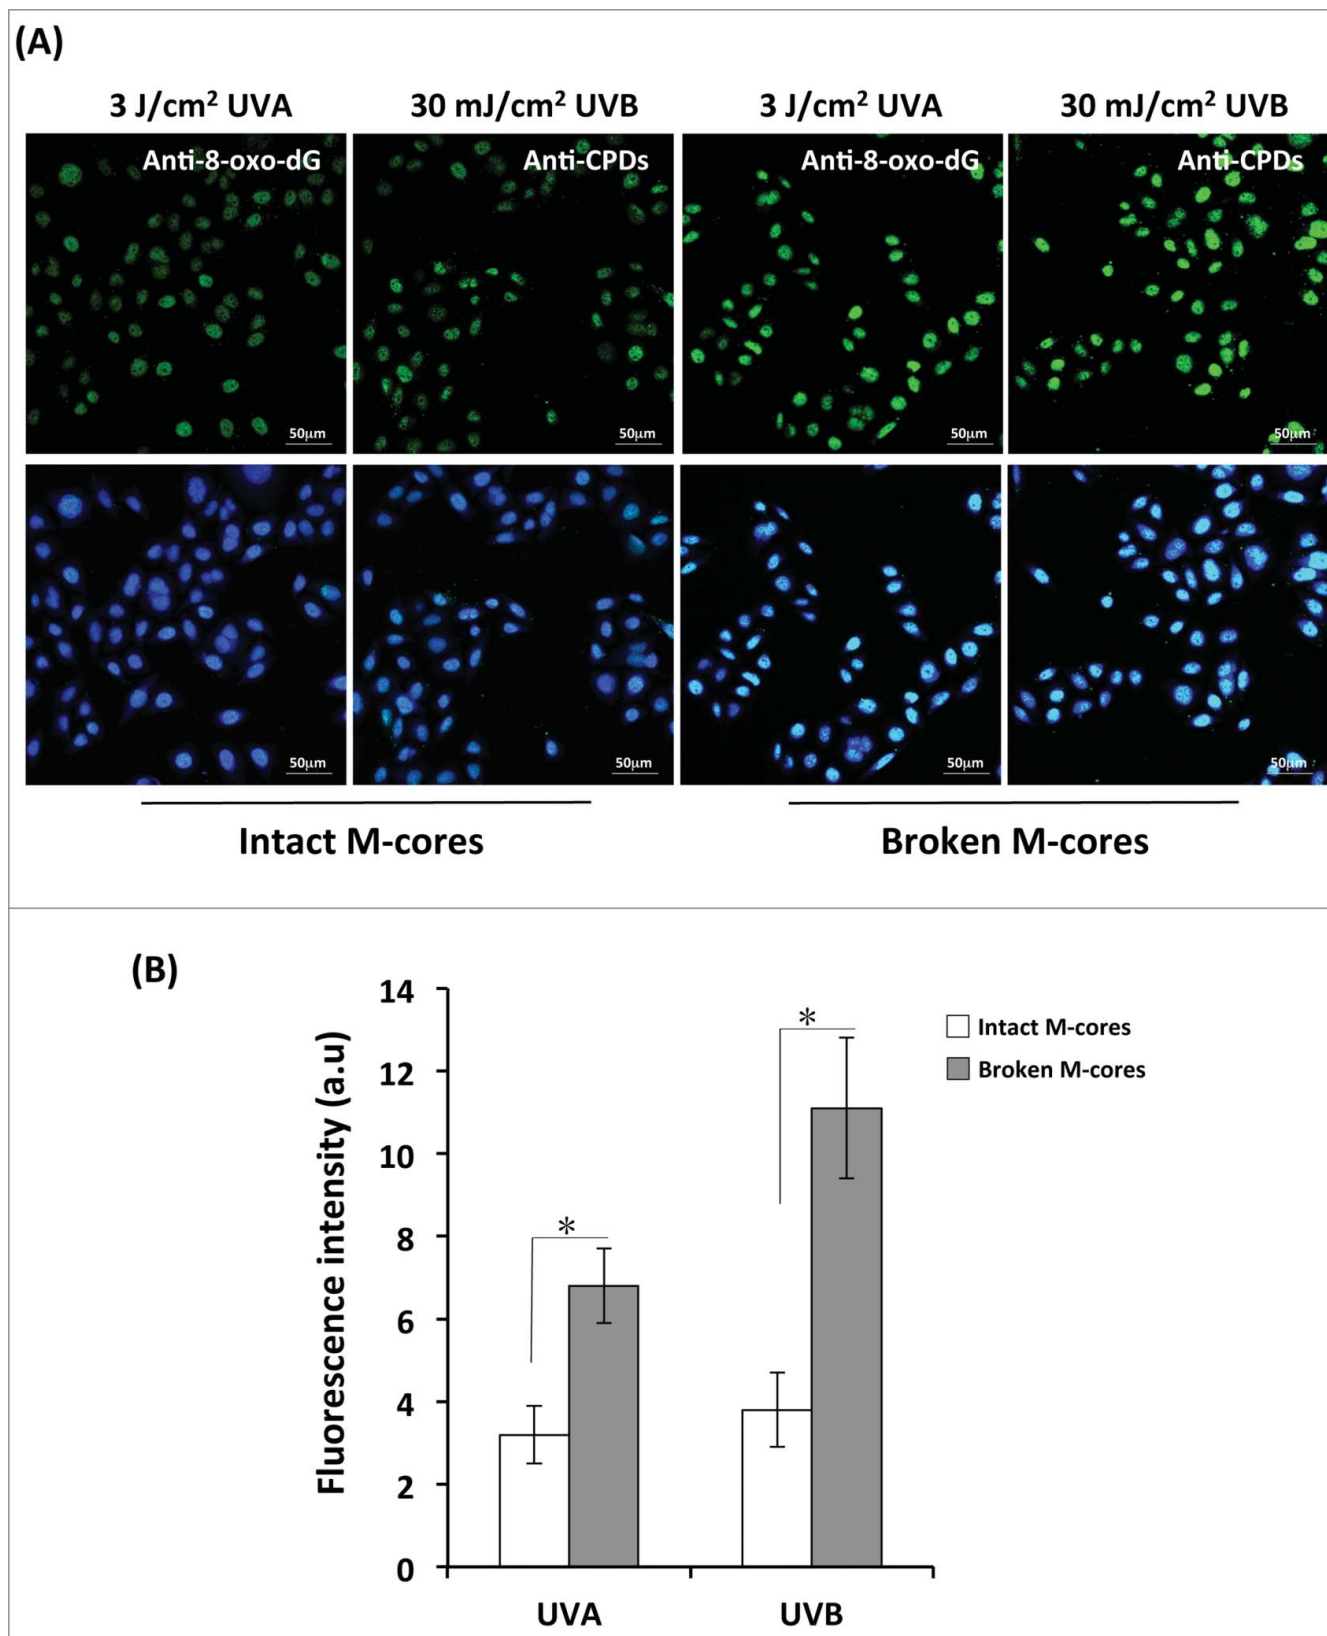 (A)
3 J/cm² UVA 30 mJ/cm² UVB 3 J/cm² UVA 30 mJ/cm² UVB
Anti-8-oxo-dG Anti-CPDs Anti-8-oxo-dG Anti-CPDs
50µm 50µm 50µm 50µm
50µm 50µm 50µm 50µm
Intact M-cores Broken M-cores
(B)
Fluorescence intensity (a.u)
14
12
10
8
6
4
2
0
*
*
Intact M-cores
Broken M-cores
UVA UVB